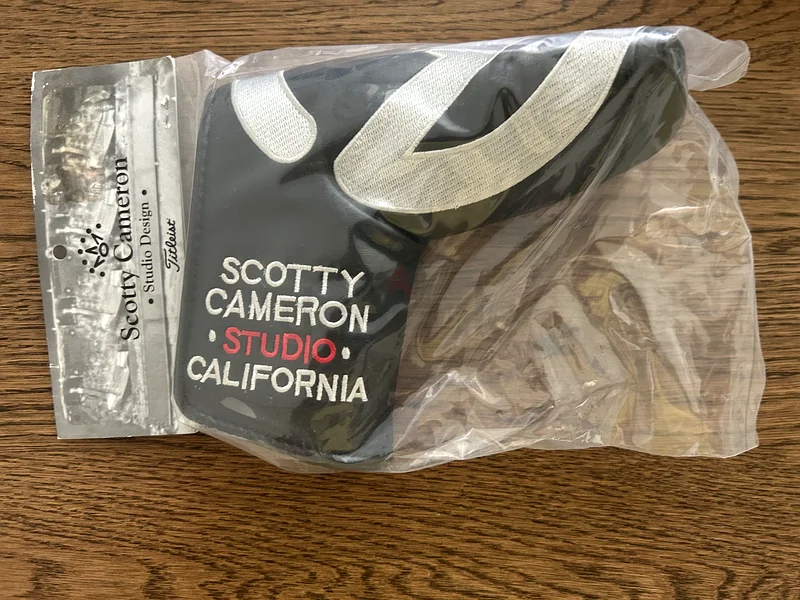 Scotty Cameron
• Studio Design •
Titleist
SCOTTY
CAMERON
• STUDIO •
CALIFORNIA